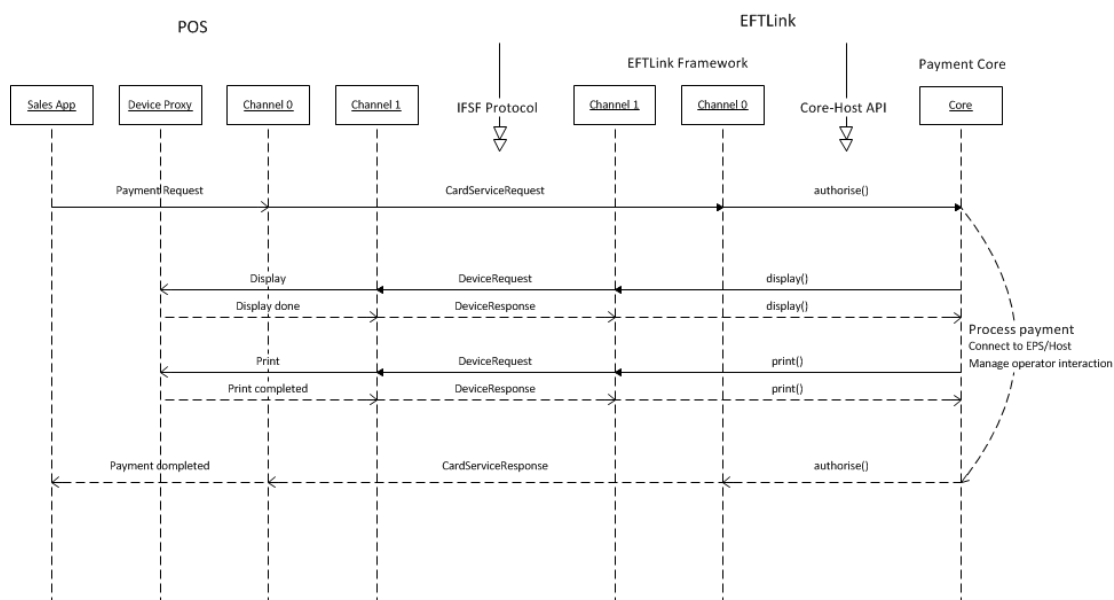 POS
EFTLink
EFTLink Framework
Payment Core
Sales App
Device Proxy
Channel 0
Channel 1
IFSF Protocol
Channel 1
Channel 0
Core-Host API
Core
Payment Request
CardServiceRequest
authorise()
Display
DeviceRequest
display()
Display done
DeviceResponse
display()
Process payment
Connect to EPS/Host
Manage operator interaction
Print
DeviceRequest
print()
Print completed
DeviceResponse
print()
Payment completed
CardServiceResponse
authorise()